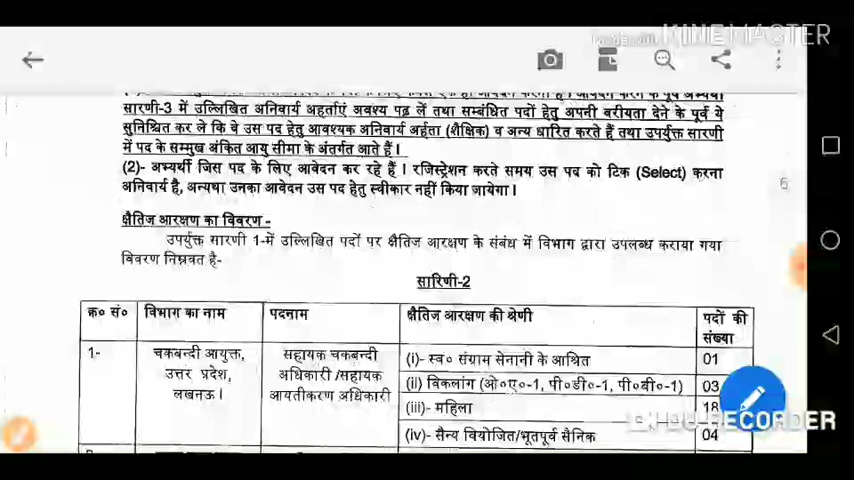 KINEMASTER
सारणी-3 में उल्लिखित अनिवार्य अहर्ताएं अवश्य पढ़ लें तथा सम्बंधित पदों हेतु अपनी वरीयता देने के पूर्व ये
सुनिश्चित कर ले कि वे उस पद हेतु आवश्यक अनिवार्य अर्हता (शैक्षिक) व अन्य धारित करते हैं तथा उपर्युक्त सारणी
में पद के सम्मुख अंकित आयु सीमा के अंतर्गत आते हैं।
(2)- अभ्यर्थी जिस पद के लिए आवेदन कर रहे हैं। रजिस्ट्रेशन करते समय उस पद को टिक (Select) करना
अनिवार्य है, अन्यथा उनका आवेदन उस पद हेतु स्वीकार नहीं किया जायेगा।
6
क्षैतिज आरक्षण का विवरण -
उपर्युक्त सारणी 1-में उल्लिखित पदों पर क्षैतिज आरक्षण के संबंध में विभाग द्वारा उपलब्ध कराया गया
विवरण निम्नवत है-
सारिणी-2
क्र० सं० विभाग का नाम पदनाम क्षैतिज आरक्षण की श्रेणी पदों की
संख्या
1- चकबन्दी आयुक्त, सहायक चकबन्दी (i)- स्व० संग्राम सेनानी के आश्रित 01
उत्तर प्रदेश, अधिकारी /सहायक (ii) विकलांग (ओ०ए०-1, पी०डी०-1, पी०बी०-1) 03
लखनऊ। आयतीकरण अधिकारी (iii)- महिला 18
(iv)- सैन्य वियोजित/भूतपूर्व सैनिक 04
RECORDER